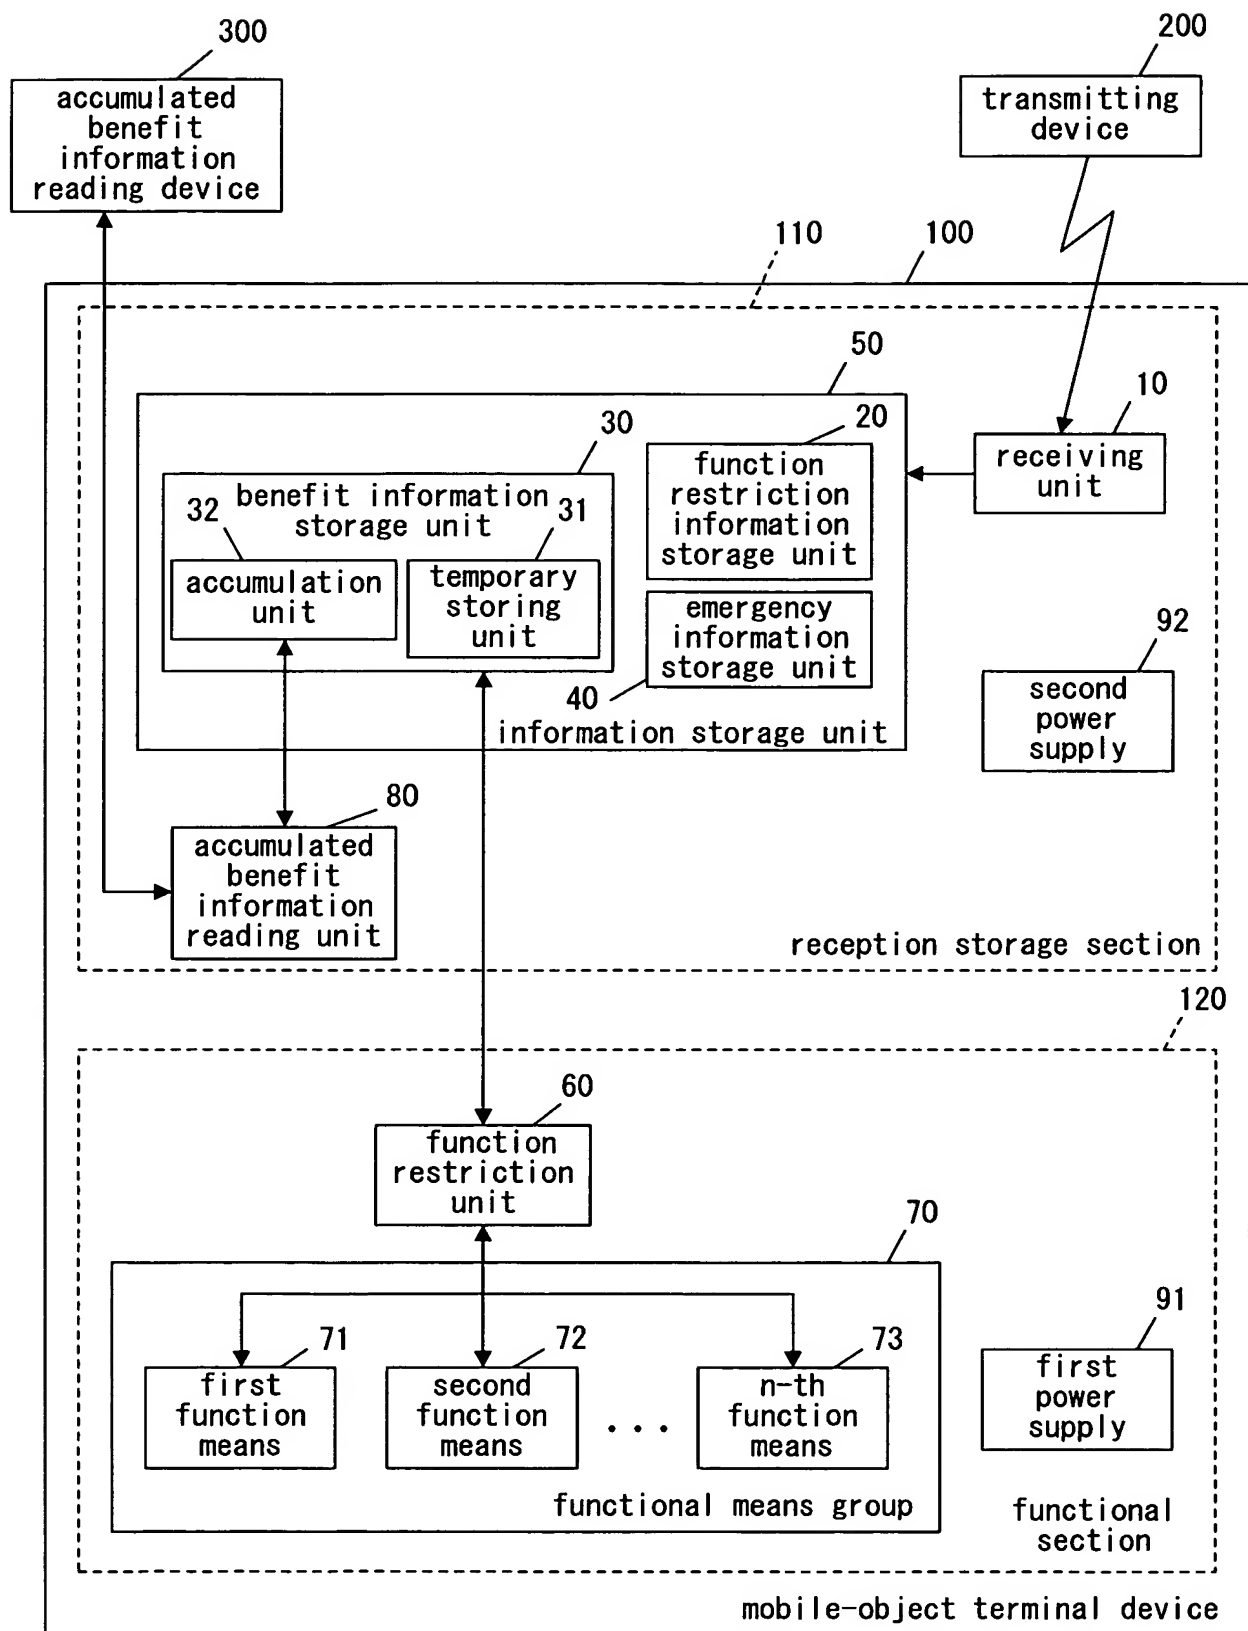 300
200
accumulated
benefit
information
reading device
transmitting
device
110
100
50
10
30
20
function
restriction
information
storage unit
receiving
unit
benefit information
storage unit
32
31
accumulation
unit
temporary
storing
unit
emergency
information
storage unit
40
92
second
power
supply
information storage unit
80
accumulated
benefit
information
reading unit
reception storage section
120
60
function
restriction
unit
70
91
71
72
73
first
function
means
second
function
means
...
n-th
function
means
first
power
supply
functional means group
functional
section
mobile-object terminal device